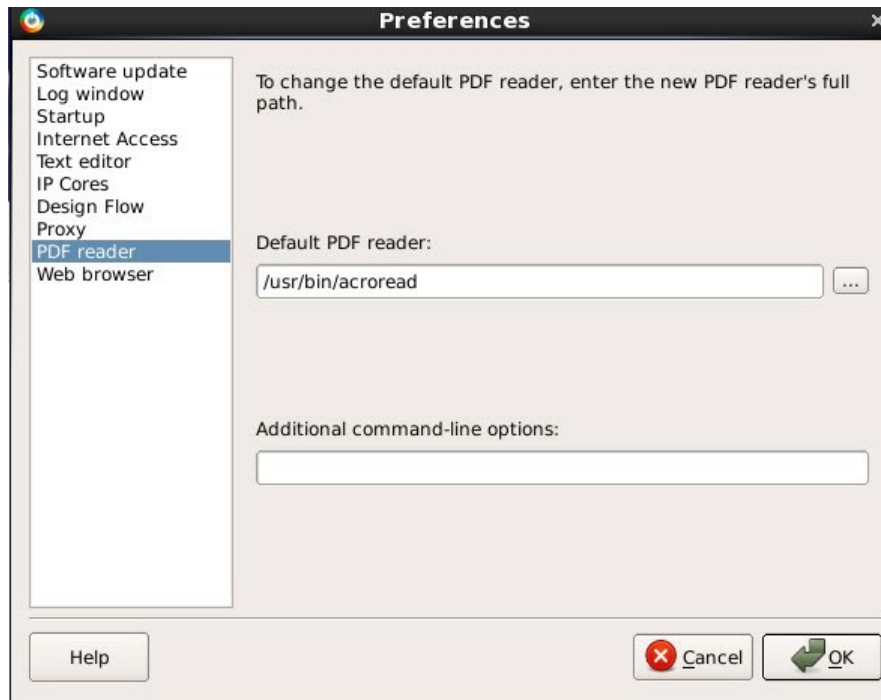 Preferences
Software update
Log window
Startup
Internet Access
Text editor
IP Cores
Design Flow
Proxy
PDF reader
Web browser
To change the default PDF reader, enter the new PDF reader's full
path.
Default PDF reader:
/usr/bin/acroread
...
Additional command-line options:
Help
Cancel
OK